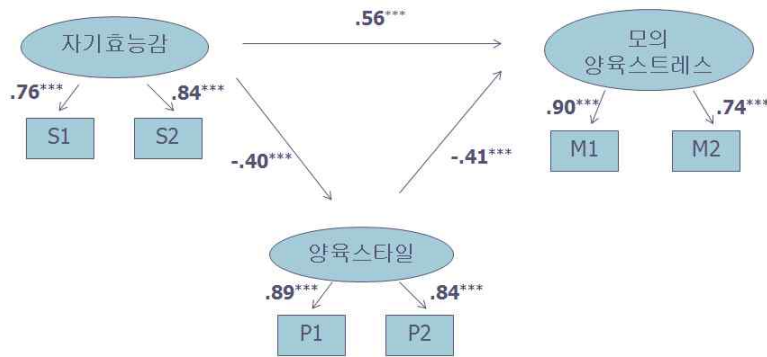 .56***
자기효능감
모의
양육스트레스
.76***
.84***
.90***
.74***
S1
S2
M1
M2
-.40***
-.41***
양육스타일
.89***
.84***
P1
P2